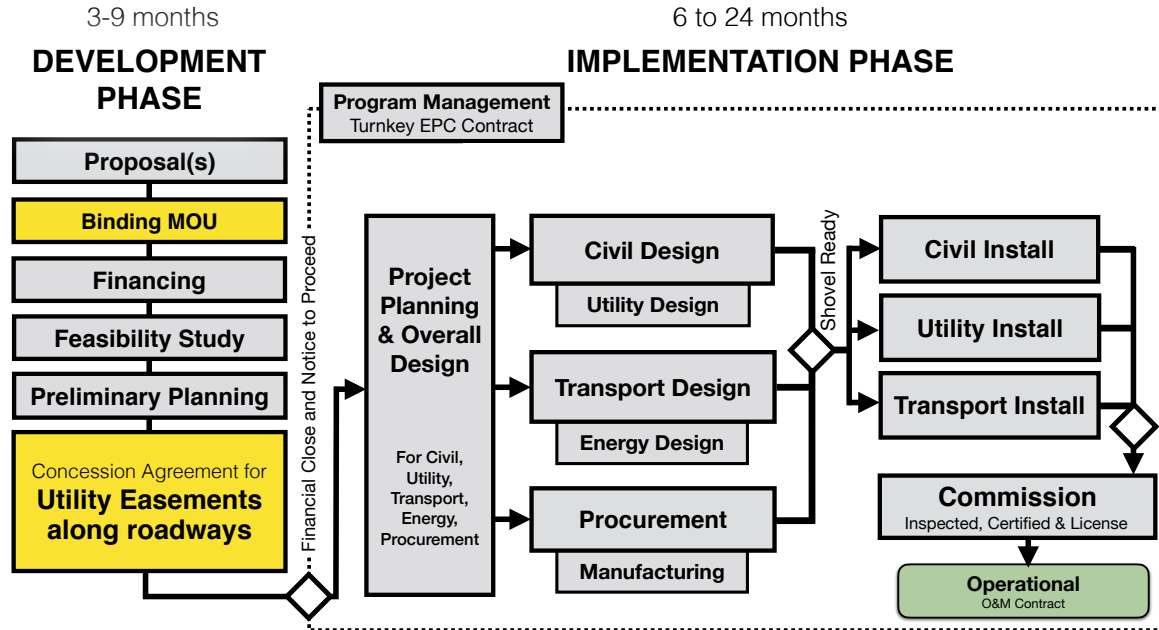 3-9 months
DEVELOPMENT
PHASE
Proposal(s)
Binding MOU
Financing
Feasibility Study
Preliminary Planning
Concession Agreement for
Utility Easements
along roadways
Financial Close and Notice to Proceed
6 to 24 months
IMPLEMENTATION PHASE
Program Management
Turnkey EPC Contract
Project
Planning
& Overall
Design
For Civil,
Utility,
Transport,
Energy,
Procurement
Civil Design
Utility Design
Transport Design
Energy Design
Procurement
Manufacturing
Shovel Ready
Civil Install
Utility Install
Transport Install
Commission
Inspected, Certified & License
Operational
O&M Contract